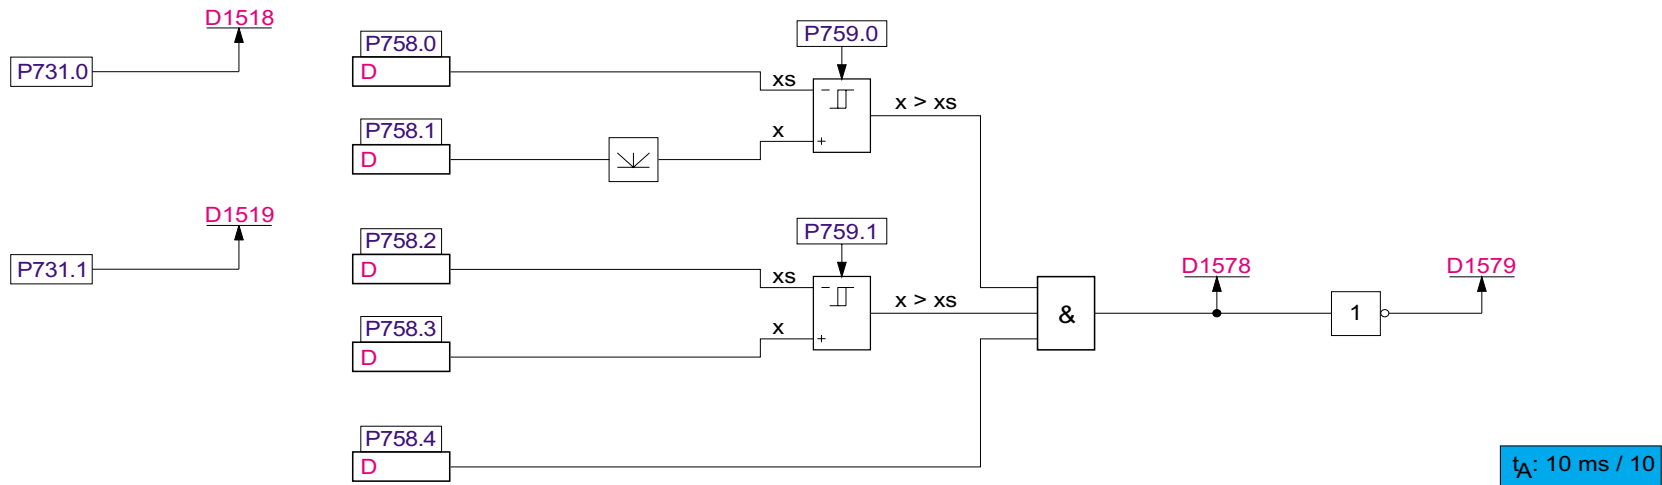 D1518
P731.0
P758.0
D
P759.0
xs
-
x > xs
P758.1
D
x
+
D1519
P731.1
P758.2
D
P759.1
xs
-
x > xs
P758.3
D
x
+
&
D1578
1
D1579
P758.4
D
tA: 10 ms / 10